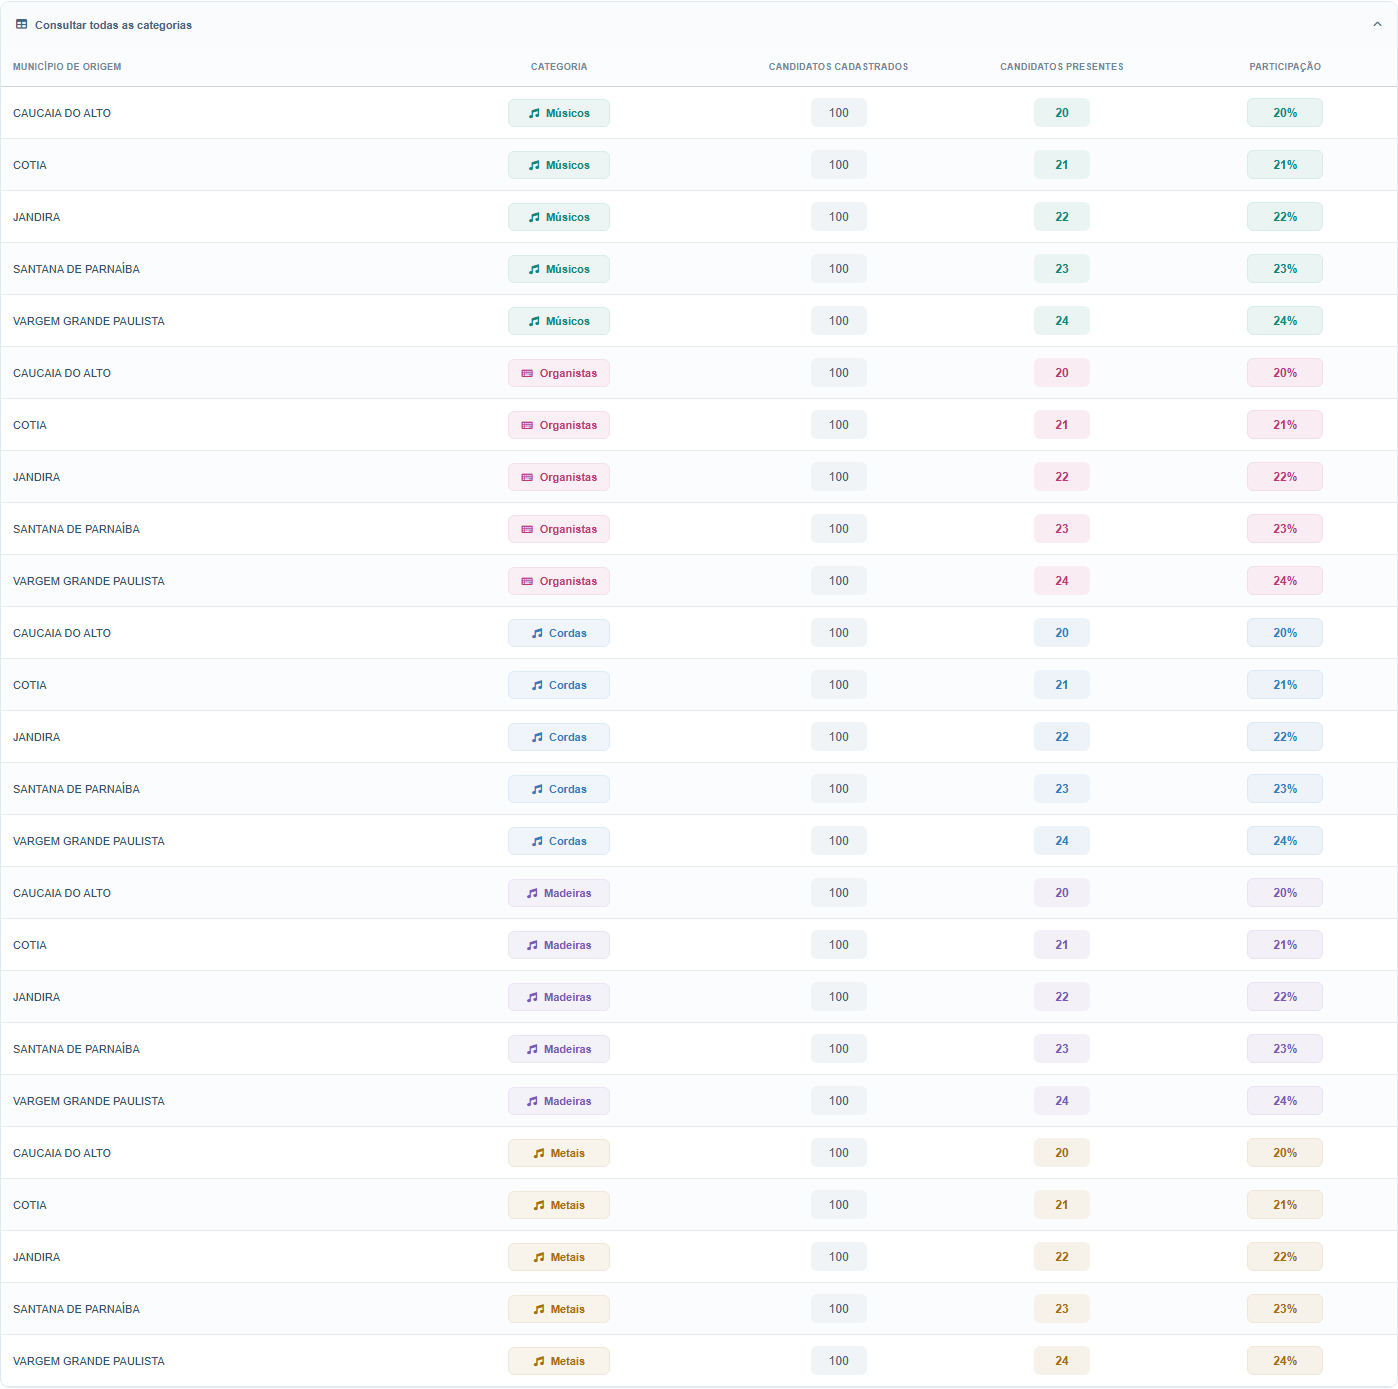 Consultar todas as categorias
MUNICÍPIO DE ORIGEM CATEGORIA CANDIDATOS CADASTRADOS CANDIDATOS PRESENTES PARTICIPAÇÃO
CAUCAIA DO ALTO Músicos 100 20 20%
COTIA Músicos 100 21 21%
JANDIRA Músicos 100 22 22%
SANTANA DE PARNAÍBA Músicos 100 23 23%
VARGEM GRANDE PAULISTA Músicos 100 24 24%
CAUCAIA DO ALTO Organistas 100 20 20%
COTIA Organistas 100 21 21%
JANDIRA Organistas 100 22 22%
SANTANA DE PARNAÍBA Organistas 100 23 23%
VARGEM GRANDE PAULISTA Organistas 100 24 24%
CAUCAIA DO ALTO Cordas 100 20 20%
COTIA Cordas 100 21 21%
JANDIRA Cordas 100 22 22%
SANTANA DE PARNAÍBA Cordas 100 23 23%
VARGEM GRANDE PAULISTA Cordas 100 24 24%
CAUCAIA DO ALTO Madeiras 100 20 20%
COTIA Madeiras 100 21 21%
JANDIRA Madeiras 100 22 22%
SANTANA DE PARNAÍBA Madeiras 100 23 23%
VARGEM GRANDE PAULISTA Madeiras 100 24 24%
CAUCAIA DO ALTO Metais 100 20 20%
COTIA Metais 100 21 21%
JANDIRA Metais 100 22 22%
SANTANA DE PARNAÍBA Metais 100 23 23%
VARGEM GRANDE PAULISTA Metais 100 24 24%